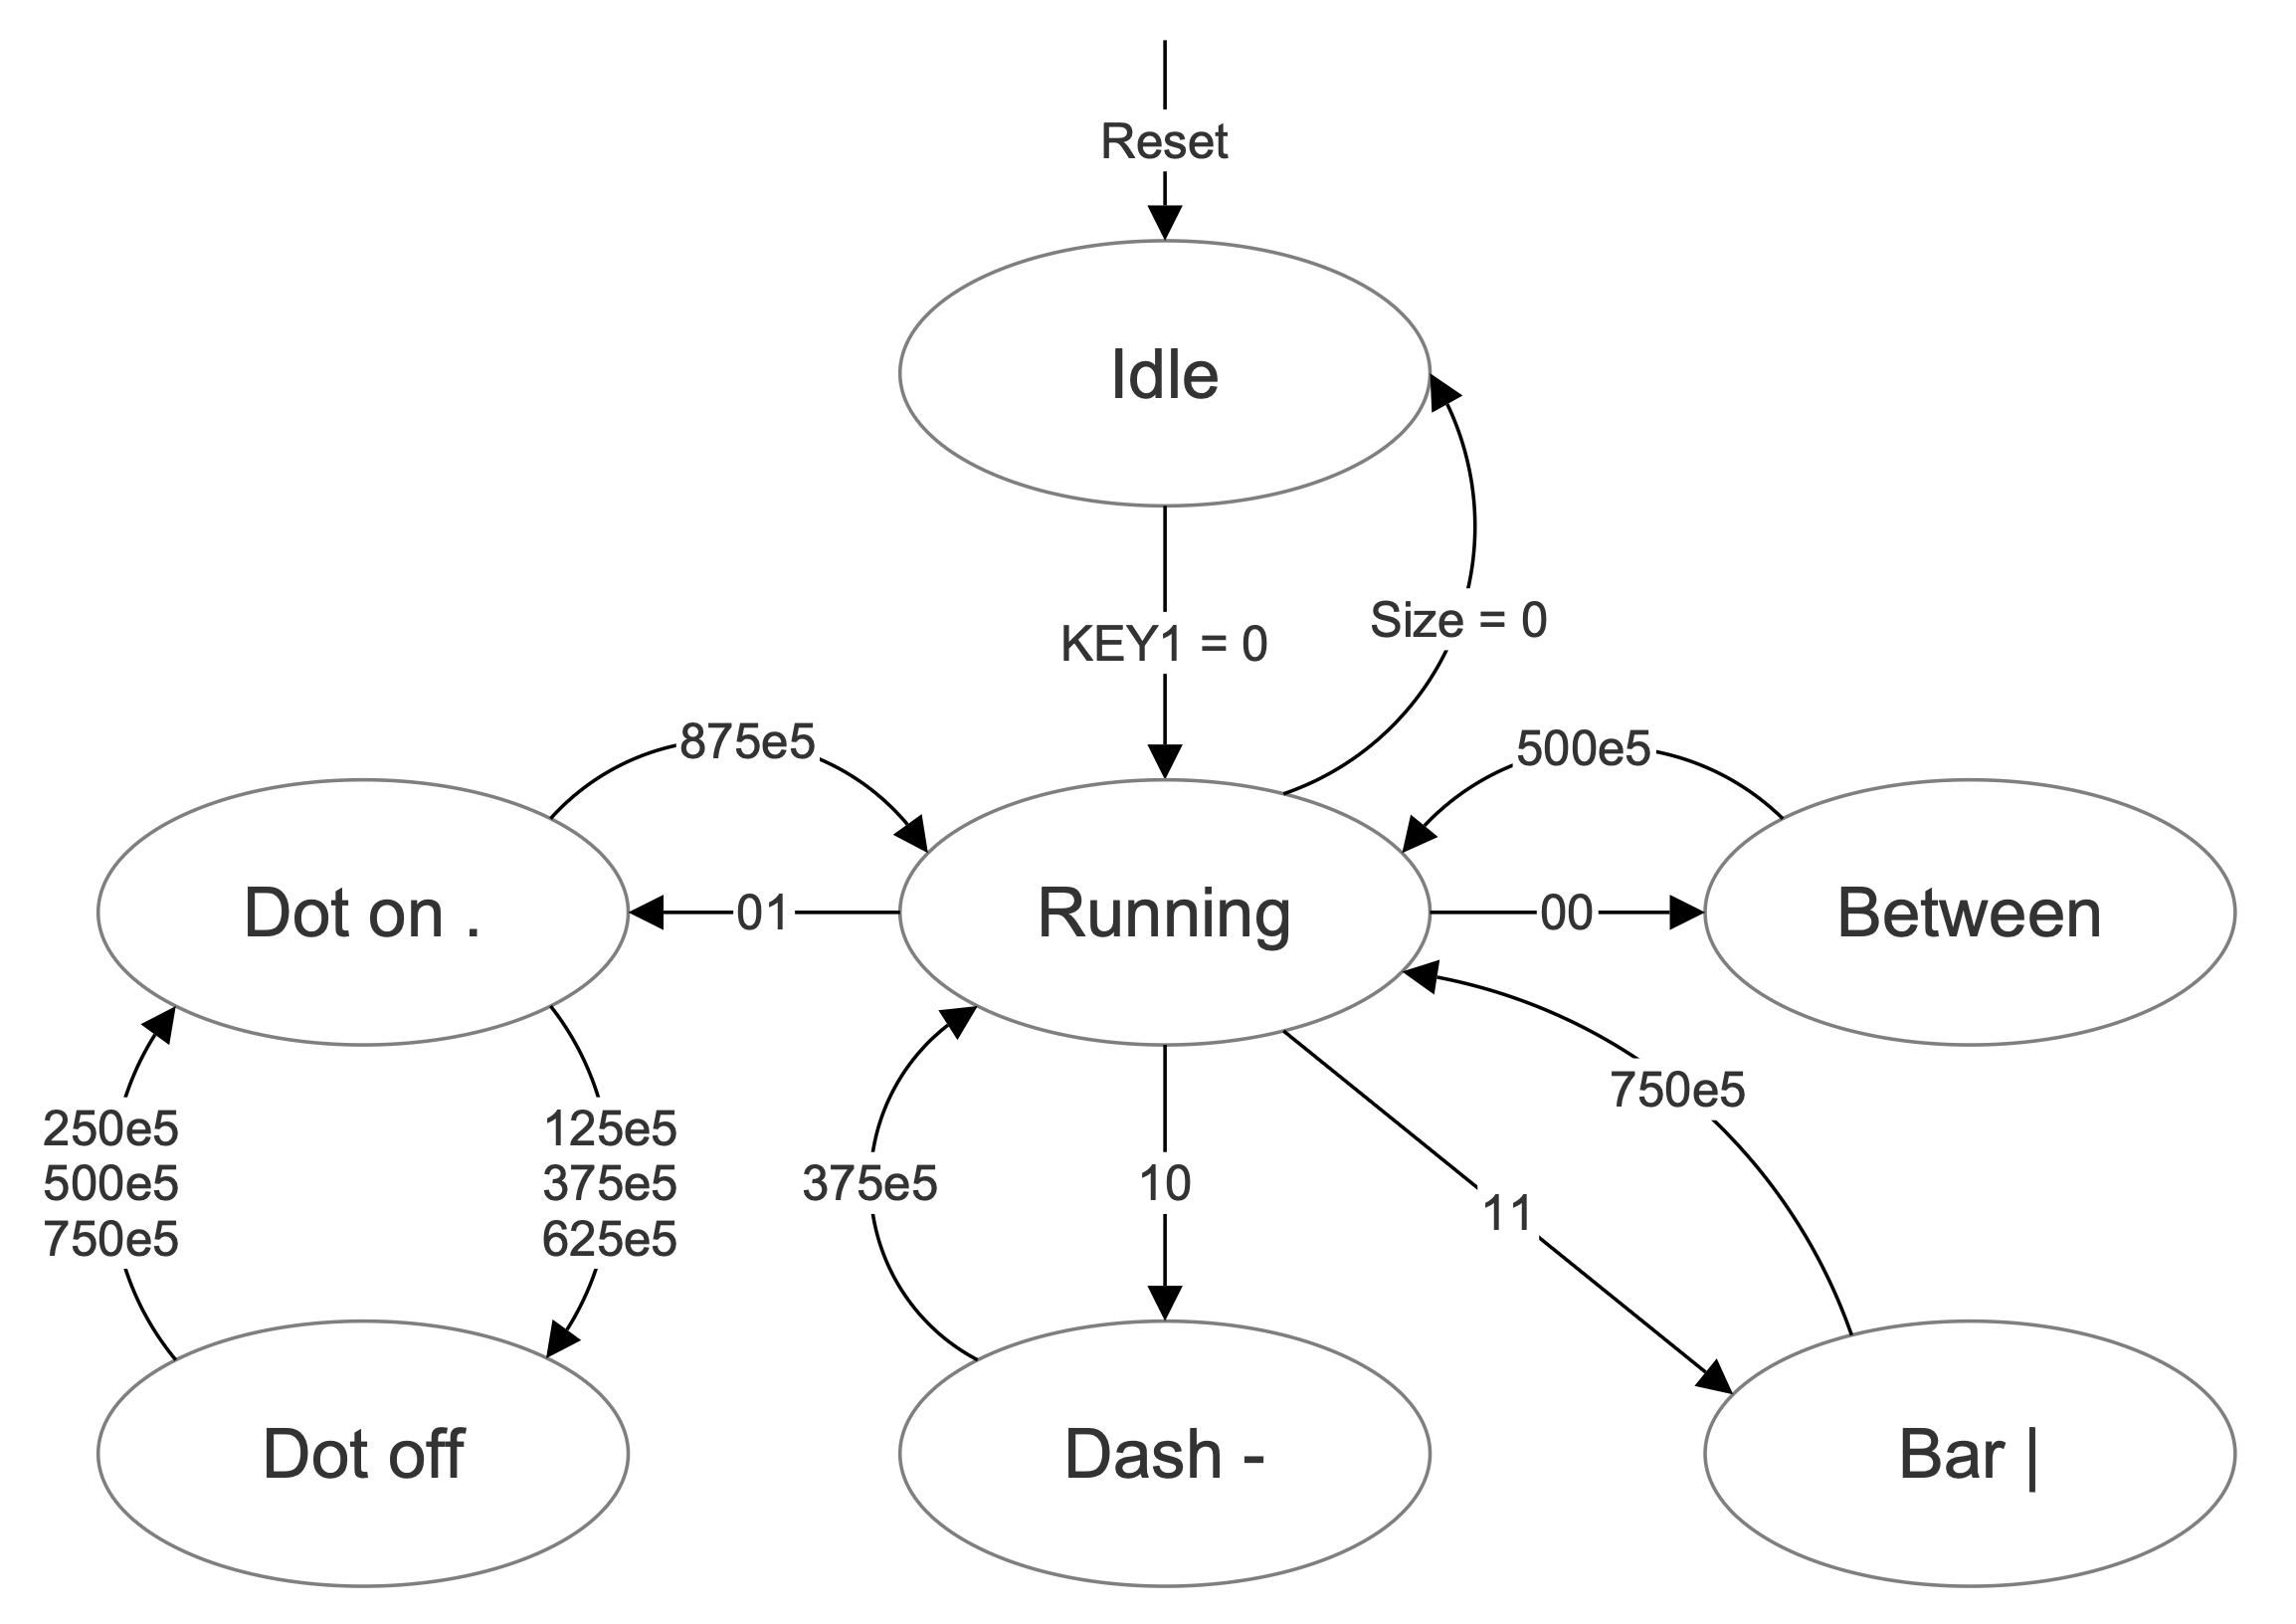 Reset
Idle
KEY1 = 0
Size = 0
875e5
500e5
Dot on .
01
Running
00
Between
750e5
250e5
500e5
750e5
125e5
375e5
625e5
375e5
10
11
Dot off
Dash -
Bar |